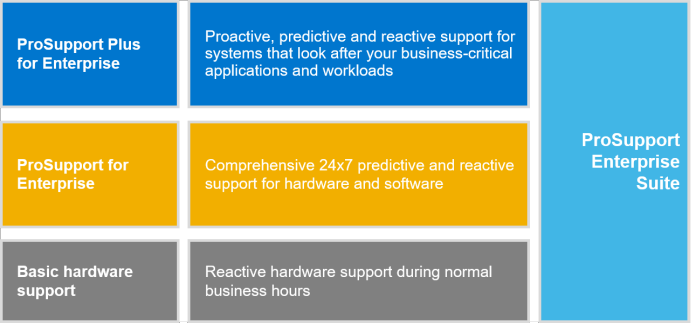 ProSupport Plus
for Enterprise
Proactive, predictive and reactive support for
systems that look after your business-critical
applications and workloads
ProSupport for
Enterprise
Comprehensive 24x7 predictive and reactive
support for hardware and software
Basic hardware
support
Reactive hardware support during normal
business hours
ProSupport
Enterprise
Suite